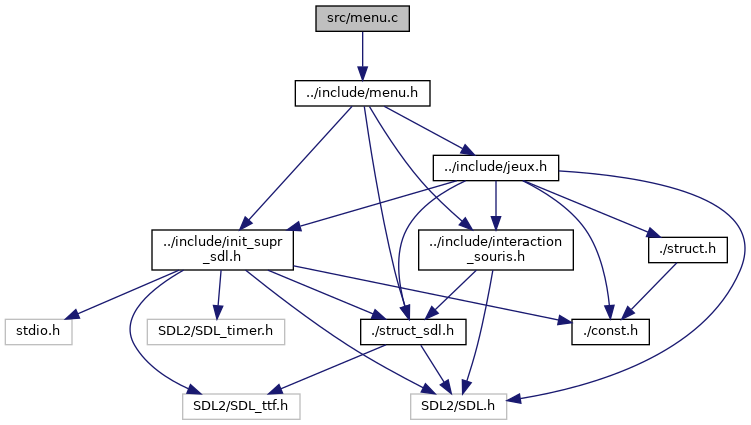 src/menu.c
../include/menu.h
../include/jeux.h
../include/init_supr
_sdl.h
../include/interaction
_souris.h
./struct.h
stdio.h
SDL2/SDL_timer.h
./struct_sdl.h
./const.h
SDL2/SDL_ttf.h
SDL2/SDL.h